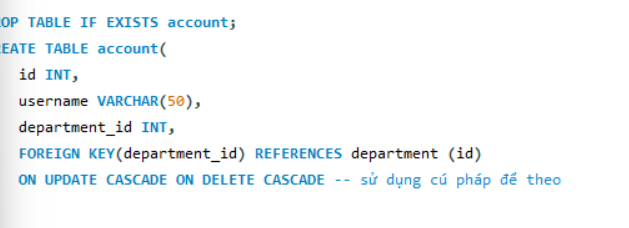 OP TABLE IF EXISTS account;
EATE TABLE account(
id INT,
username VARCHAR(50),
department_id INT,
FOREIGN KEY(department_id) REFERENCES department (id)
ON UPDATE CASCADE ON DELETE CASCADE -- sử dụng cú pháp để theo